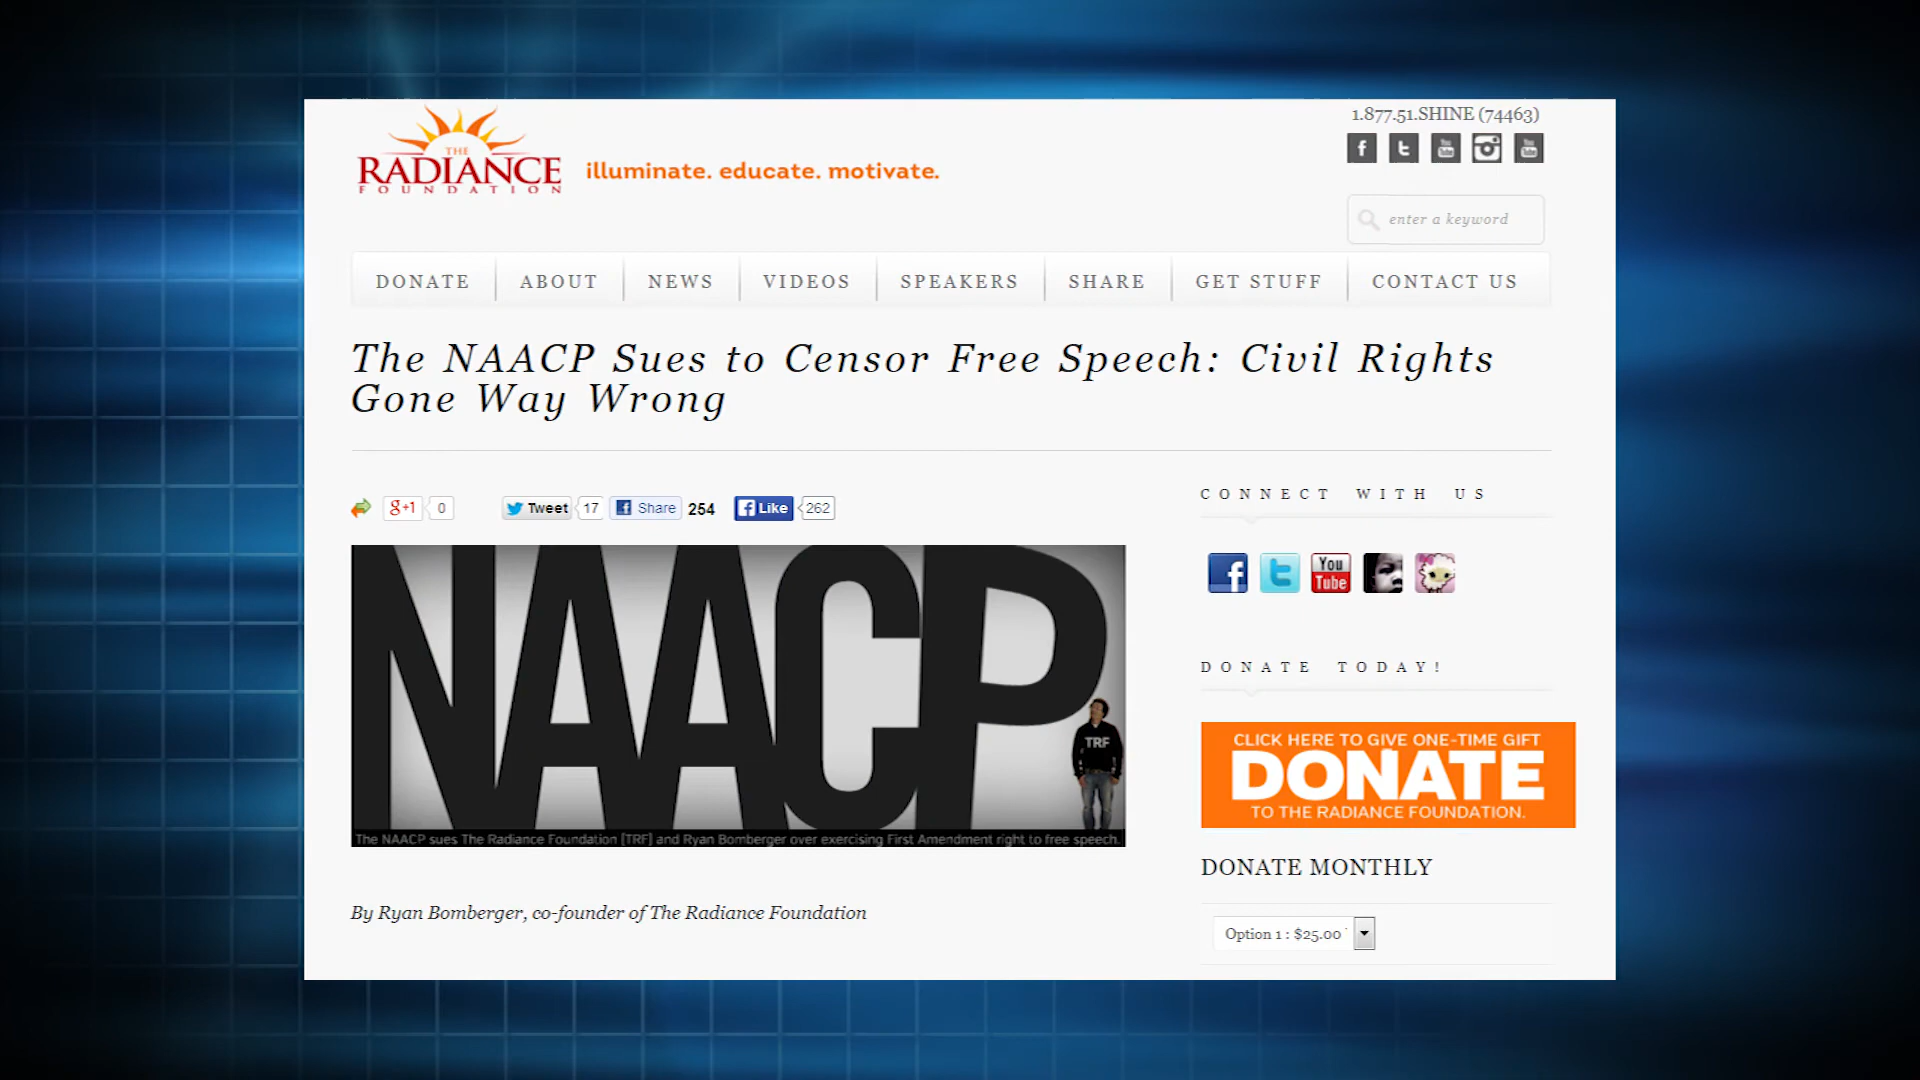 THE
RADIANCE
FOUNDATION
illuminate. educate. motivate.
1.877.51.SHINE (74463)
f t You Tube You Tube
enter a keyword
DONATE ABOUT NEWS VIDEOS SPEAKERS SHARE GET STUFF CONTACT US
The NAACP Sues to Censor Free Speech: Civil Rights
Gone Way Wrong
g+1 0 Tweet 17 Share 254 Like 262
NAACP
TRF
The NAACP sues The Radiance Foundation [TRF] and Ryan Bomberger over exercising First Amendment right to free speech.
By Ryan Bomberger, co-founder of The Radiance Foundation
CONNECT WITH US
f t You Tube
DONATE TODAY!
CLICK HERE TO GIVE ONE-TIME GIFT
DONATE
TO THE RADIANCE FOUNDATION.
DONATE MONTHLY
Option 1 : $25.00